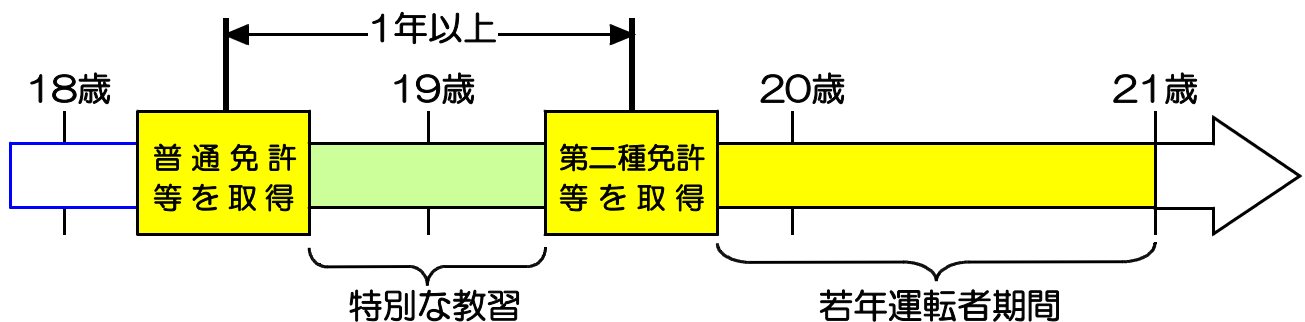 1年以上
18歳
19歳
20歳
21歳
普通免許
等を取得
第二種免許
等を取得
特別な教習
若年運転者期間